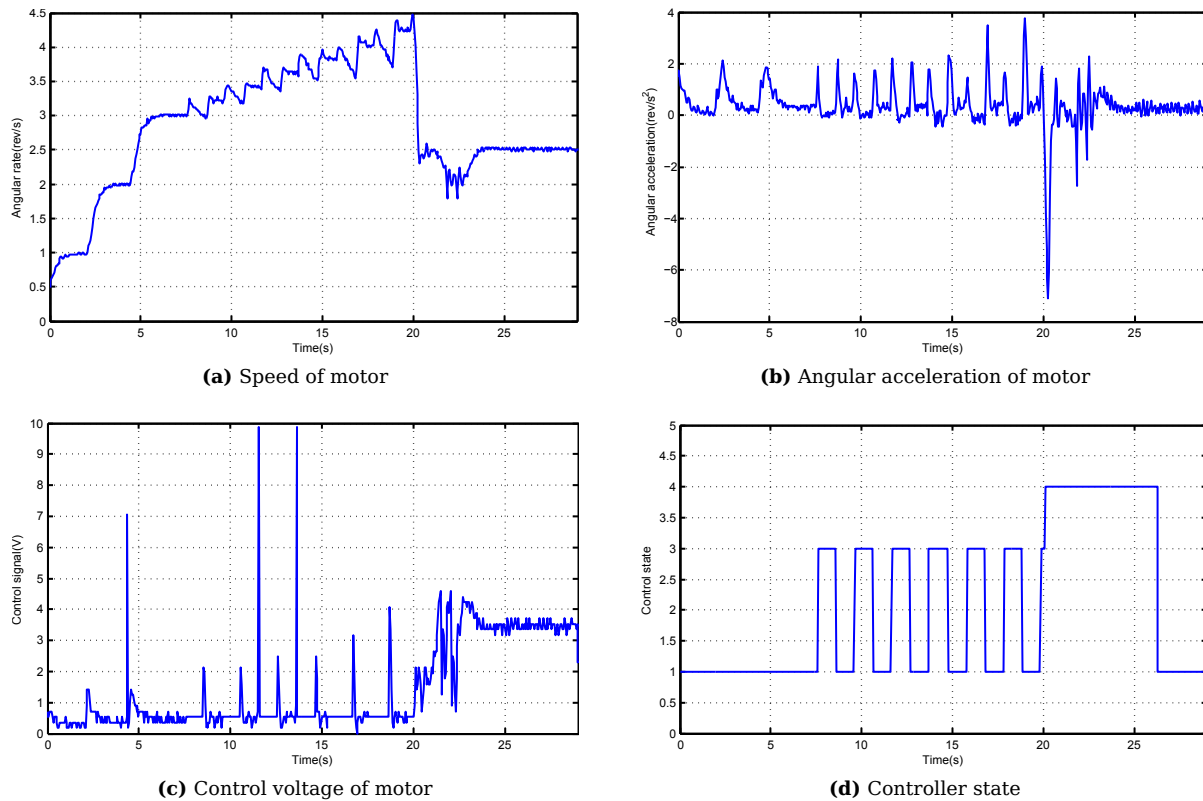 4.5
4
3.5
3
2.5
2
1.5
1
0.5
0
Angular rate(rev/s)
0 5 10 15 20 25
Time(s)
(a) Speed of motor
4
2
0
−2
−4
−6
−8
Angular acceleration(rev/s²)
0 5 10 15 20 25
Time(s)
(b) Angular acceleration of motor
10
9
8
7
6
5
4
3
2
1
0
Control signal(V)
0 5 10 15 20 25
Time(s)
(c) Control voltage of motor
5
4.5
4
3.5
3
2.5
2
1.5
1
0.5
0
Control state
0 5 10 15 20 25
Time(s)
(d) Controller state